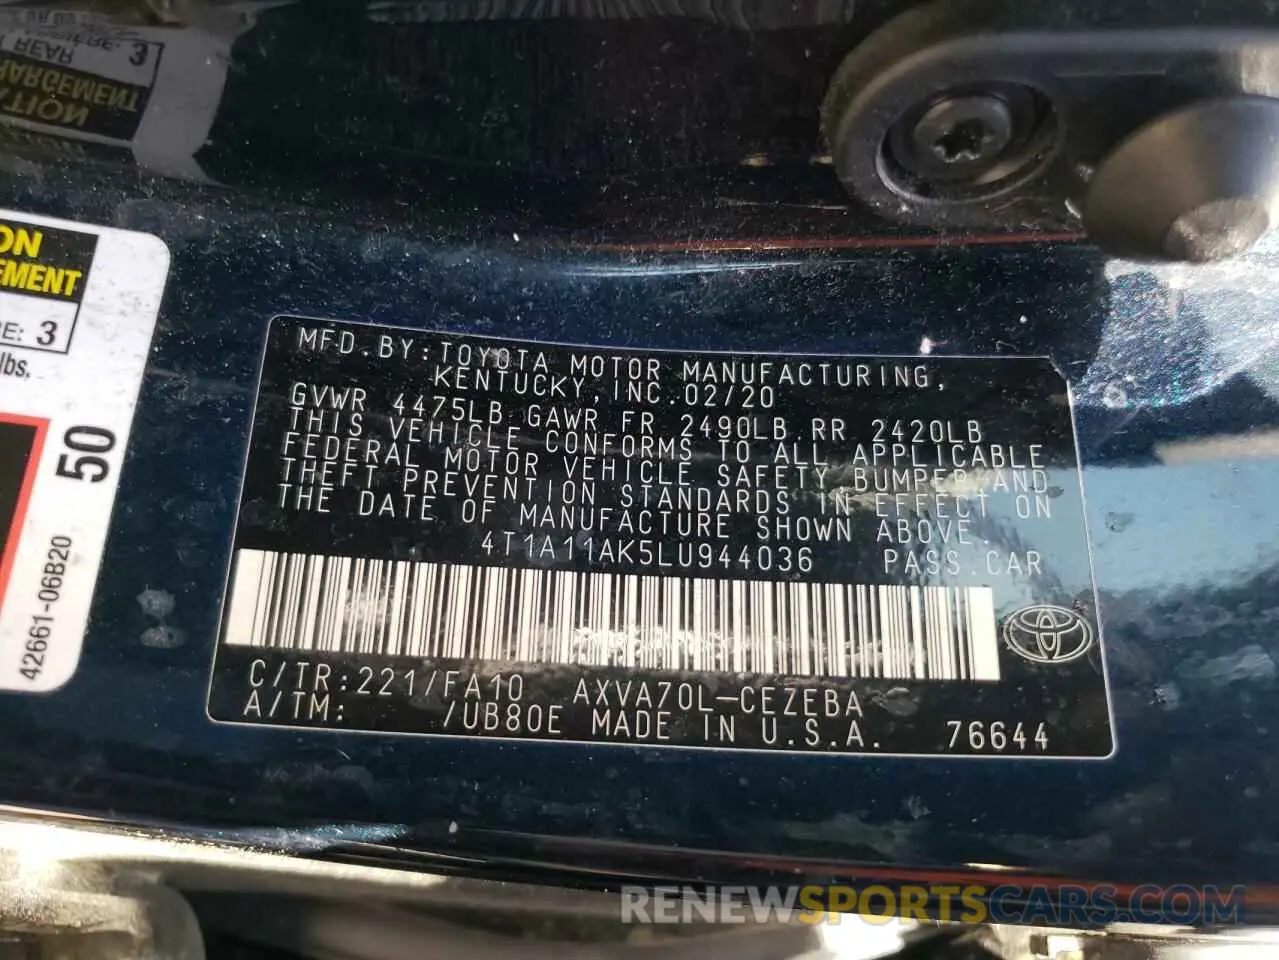 REAR
3
ON
EMENT
RE: 3
lbs,
50
42661-06B20
MFD.BY:TOYOTA MOTOR MANUFACTURING,
KENTUCKY,INC.02/20
GVWR 4475LB GAWR FR 2490LB RR 2420LB
THIS VEHICLE CONFORMS TO ALL APPLICABLE
FEDERAL MOTOR VEHICLE SAFETY,BUMPER,AND
THEFT PREVENTION STANDARDS IN EFFECT ON
THE DATE OF MANUFACTURE SHOWN ABOVE.
4T1A11AK5LU944036 PASS.CAR
C/TR:221/FA10 AXVA70L-CEZEBA
A/TM: /UB80E MADE IN U.S.A. 76644
RENEWSPORTSCARS.COM